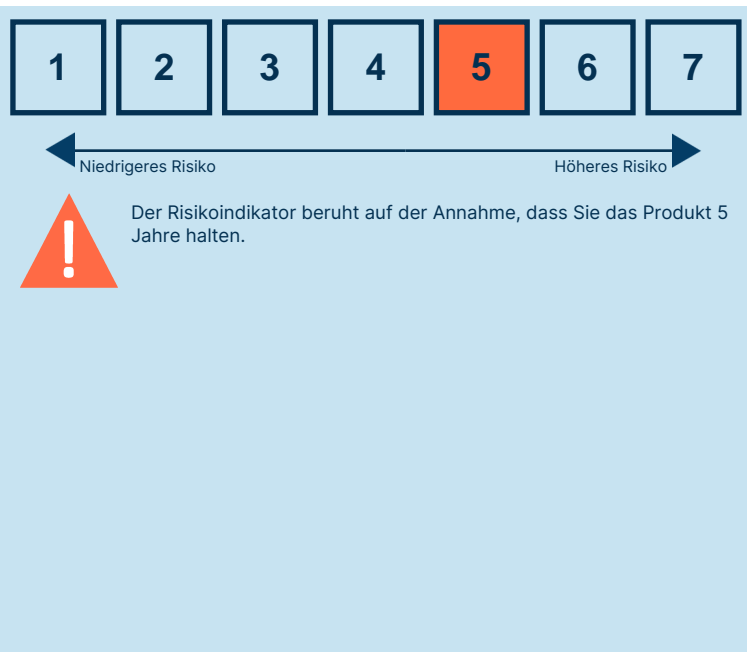 1 2 3 4 5 6 7
Niedrigeres Risiko Höheres Risiko
!
Der Risikoindikator beruht auf der Annahme, dass Sie das Produkt 5
Jahre halten.